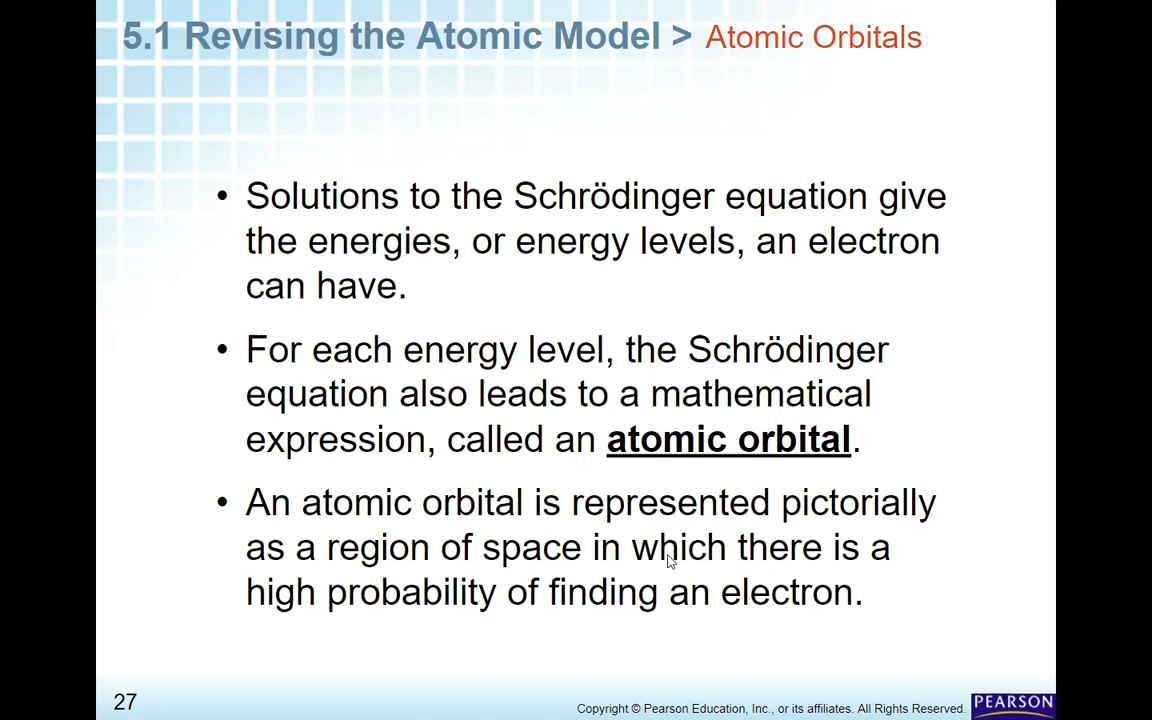 5.1 Revising the Atomic Model > Atomic Orbitals
• Solutions to the Schrödinger equation give
the energies, or energy levels, an electron
can have.
• For each energy level, the Schrödinger
equation also leads to a mathematical
expression, called an atomic orbital.
• An atomic orbital is represented pictorially
as a region of space in which there is a
high probability of finding an electron.
27
Copyright © Pearson Education, Inc., or its affiliates. All Rights Reserved.
PEARSON